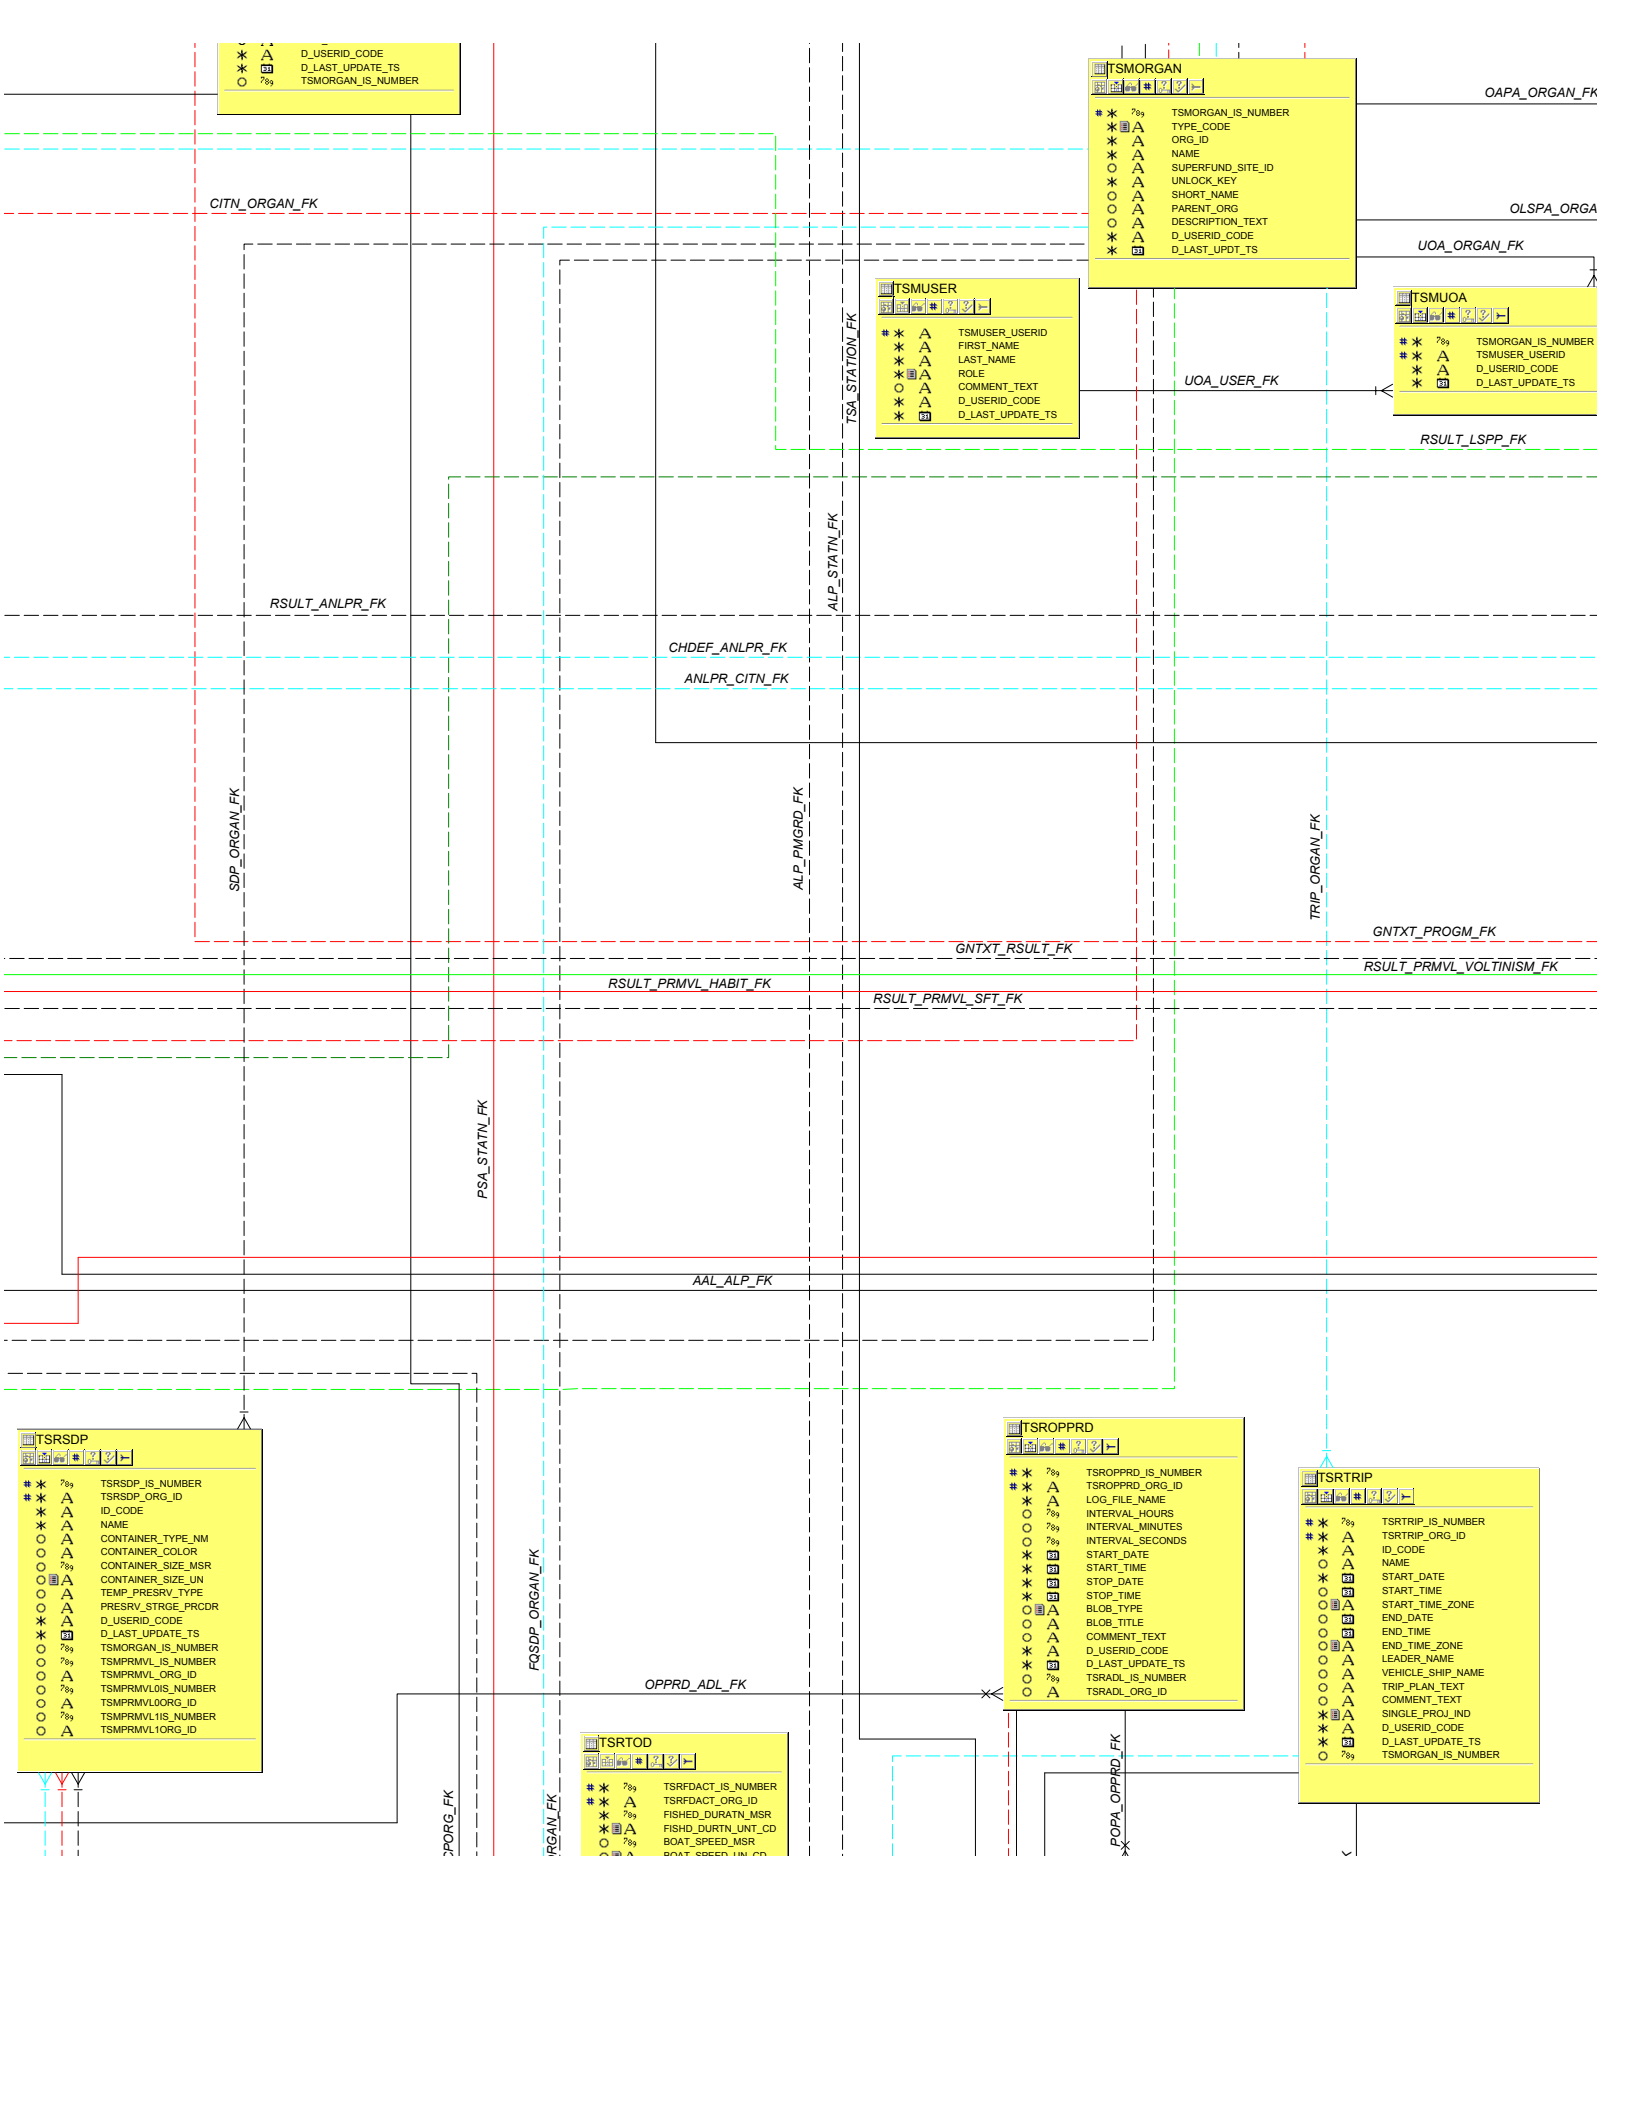 D_USERID_CODE
D_LAST_UPDATE_TS
TSMORGAN_IS_NUMBER
TSMORGAN
TSMORGAN_IS_NUMBER
TYPE_CODE
ORG_ID
NAME
SUPERFUND_SITE_ID
UNLOCK_KEY
SHORT_NAME
PARENT_ORG
DESCRIPTION_TEXT
D_USERID_CODE
D_LAST_UPDT_TS
OAPA_ORGAN_FK
CITN_ORGAN_FK
OLSPA_ORGA
UOA_ORGAN_FK
TSMUSER
TSMUSER_USERID
FIRST_NAME
LAST_NAME
ROLE
COMMENT_TEXT
D_USERID_CODE
D_LAST_UPDATE_TS
TSMUOA
TSMORGAN_IS_NUMBER
TSMUSER_USERID
D_USERID_CODE
D_LAST_UPDATE_TS
TSA_STATION_FK
UOA_USER_FK
RSULT_LSPP_FK
ALP_STATN_FK
RSULT_ANLPR_FK
CHDEF_ANLPR_FK
ANLPR_CITN_FK
SDP_ORGAN_FK
ALP_PMGRD_FK
TRIP_ORGAN_FK
GNTXT_PROGM_FK
GNTXT_RSULT_FK
RSULT_PRMVL_VOLTINISM_FK
RSULT_PRMVL_HABIT_FK
RSULT_PRMVL_SFT_FK
PSA_STATN_FK
AAL_ALP_FK
TSRSDP
TSRSDP_IS_NUMBER
TSRSDP_ORG_ID
ID_CODE
NAME
CONTAINER_TYPE_NM
CONTAINER_COLOR
CONTAINER_SIZE_MSR
CONTAINER_SIZE_UN
TEMP_PRESRV_TYPE
PRESRV_STRGE_PRCDR
D_USERID_CODE
D_LAST_UPDATE_TS
TSMORGAN_IS_NUMBER
TSMPRMVL_IS_NUMBER
TSMPRMVL_ORG_ID
TSMPRMVL0IS_NUMBER
TSMPRMVL0ORG_ID
TSMPRMVL1IS_NUMBER
TSMPRMVL1ORG_ID
TSROPPRD
TSROPPRD_IS_NUMBER
TSROPPRD_ORG_ID
LOG_FILE_NAME
INTERVAL_HOURS
INTERVAL_MINUTES
INTERVAL_SECONDS
START_DATE
START_TIME
STOP_DATE
STOP_TIME
BLOB_TYPE
BLOB_TITLE
COMMENT_TEXT
D_USERID_CODE
D_LAST_UPDATE_TS
TSRADL_IS_NUMBER
TSRADL_ORG_ID
TSRTRIP
TSRTRIP_IS_NUMBER
TSRTRIP_ORG_ID
ID_CODE
NAME
START_DATE
START_TIME
START_TIME_ZONE
END_DATE
END_TIME
END_TIME_ZONE
LEADER_NAME
VEHICLE_SHIP_NAME
TRIP_PLAN_TEXT
COMMENT_TEXT
SINGLE_PROJ_IND
D_USERID_CODE
D_LAST_UPDATE_TS
TSMORGAN_IS_NUMBER
FQSDP_ORGAN_FK
OPPRD_ADL_FK
TSRTOD
TSRFDACT_IS_NUMBER
TSRFDACT_ORG_ID
FISHED_DURATN_MSR
FISHD_DURTN_UNT_CD
BOAT_SPEED_MSR
BOAT_SPEED_UN_CD
CPORG_FK
RGAN_FK
POPA_OPPRD_FK